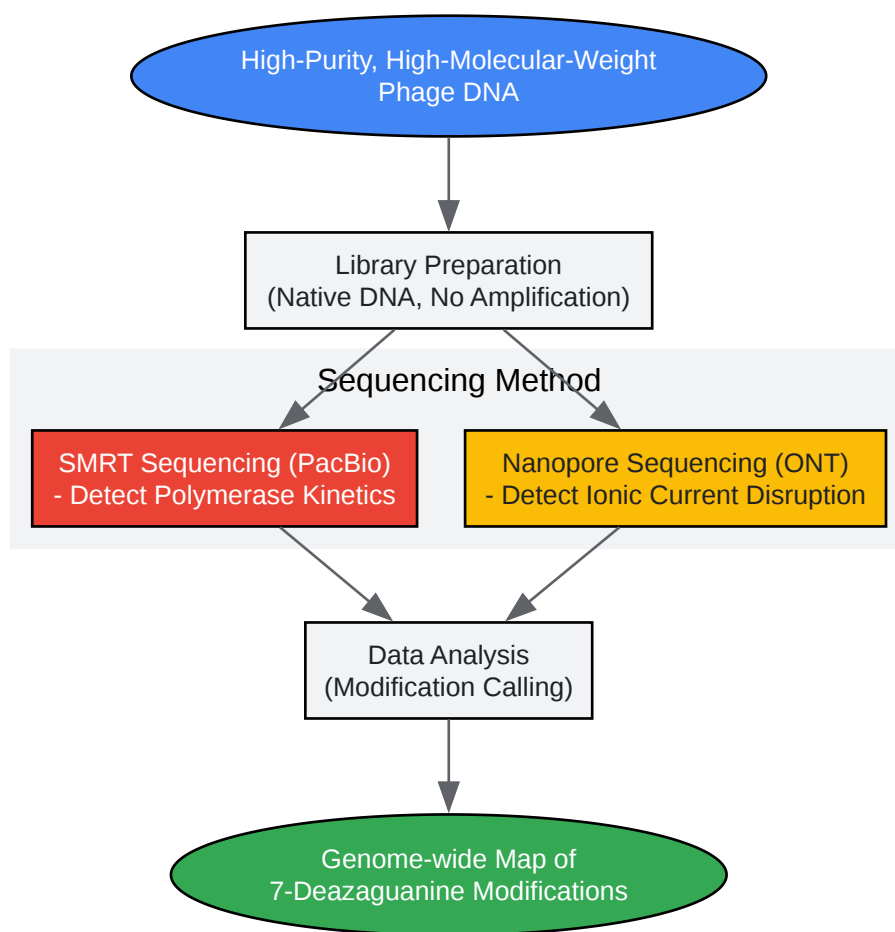 High-Purity, High-Molecular-Weight
Phage DNA
Library Preparation
(Native DNA, No Amplification)
Sequencing Method
SMRT Sequencing (PacBio)
- Detect Polymerase Kinetics
Nanopore Sequencing (ONT)
- Detect Ionic Current Disruption
Data Analysis
(Modification Calling)
Genome-wide Map of
7-Deazaguanine Modifications